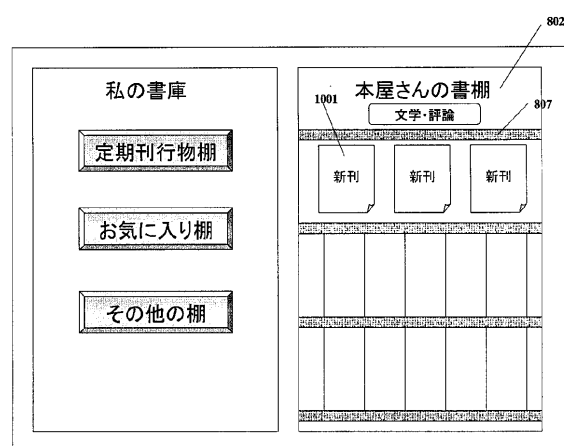 802
私の書庫
定期刊行物棚
お気に入り棚
その他の棚
本屋さんの書棚
文学・評論
807
1001
新刊 新刊 新刊